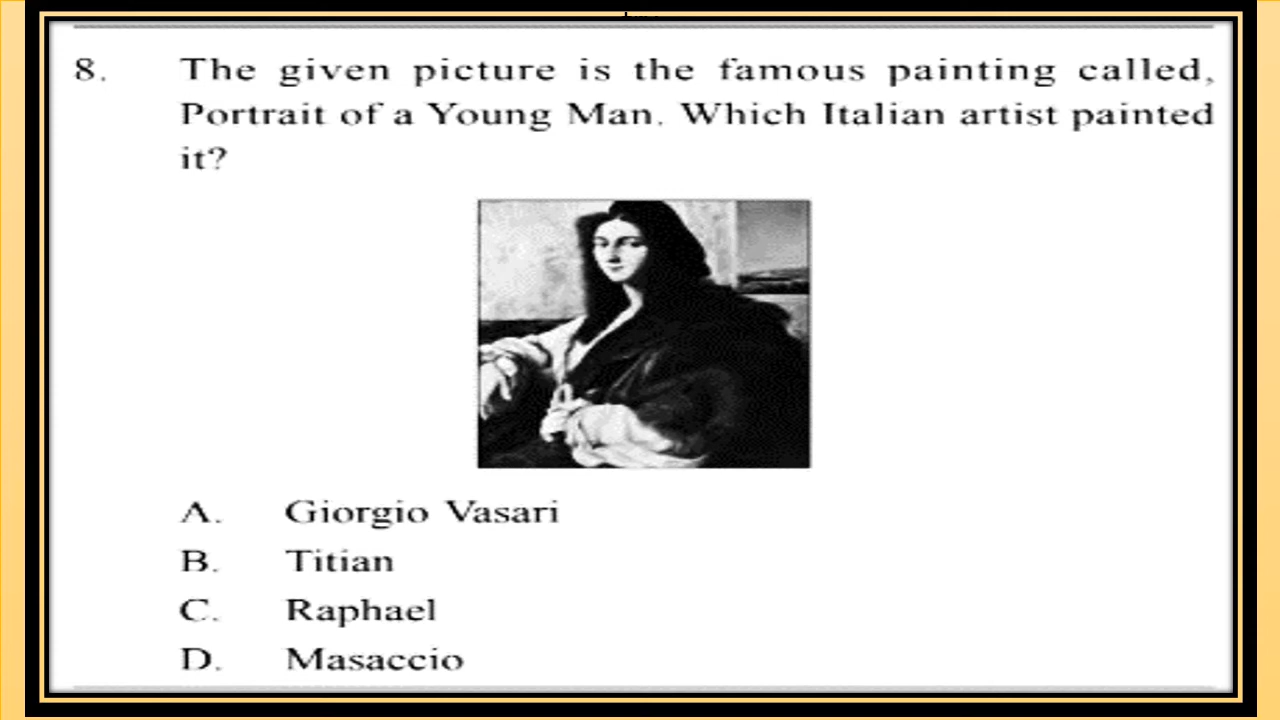 8. The given picture is the famous painting called,
Portrait of a Young Man. Which Italian artist painted
it?
A. Giorgio Vasari
B. Titian
C. Raphael
D. Masaccio